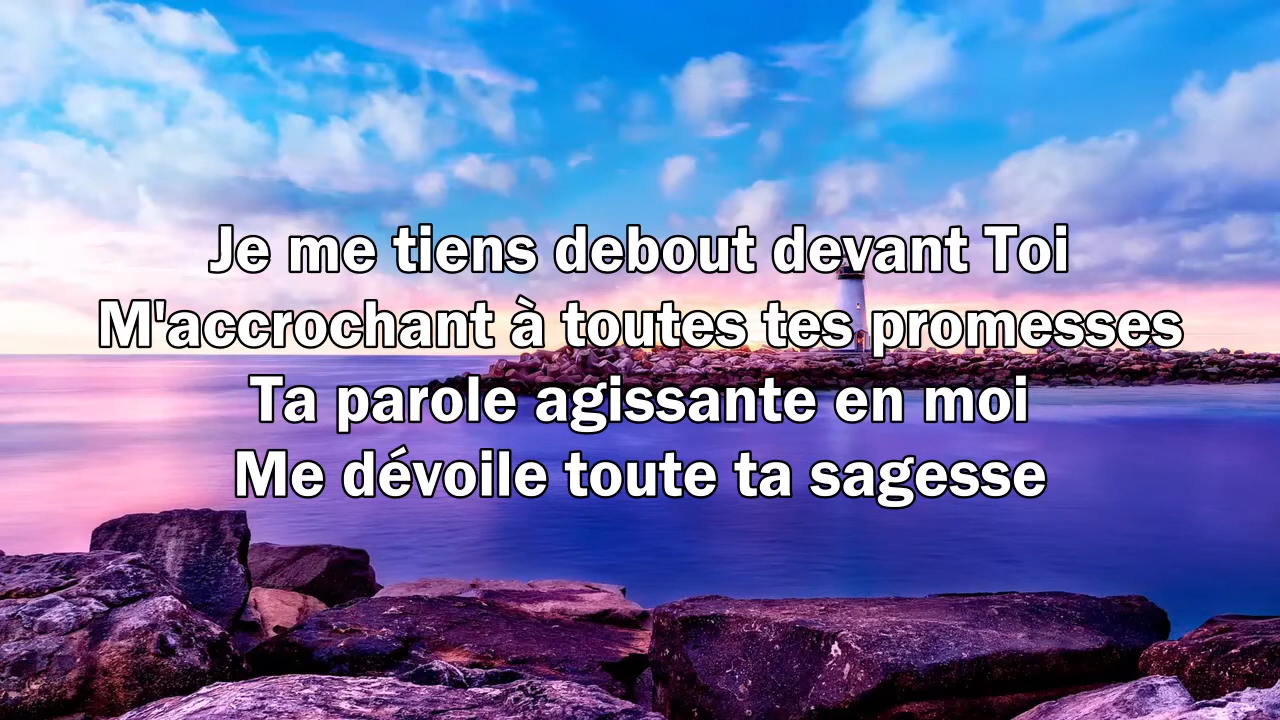 Je me tiens debout devant Toi
M'accrochant à toutes tes promesses
Ta parole agissante en moi
Me dévoile toute ta sagesse